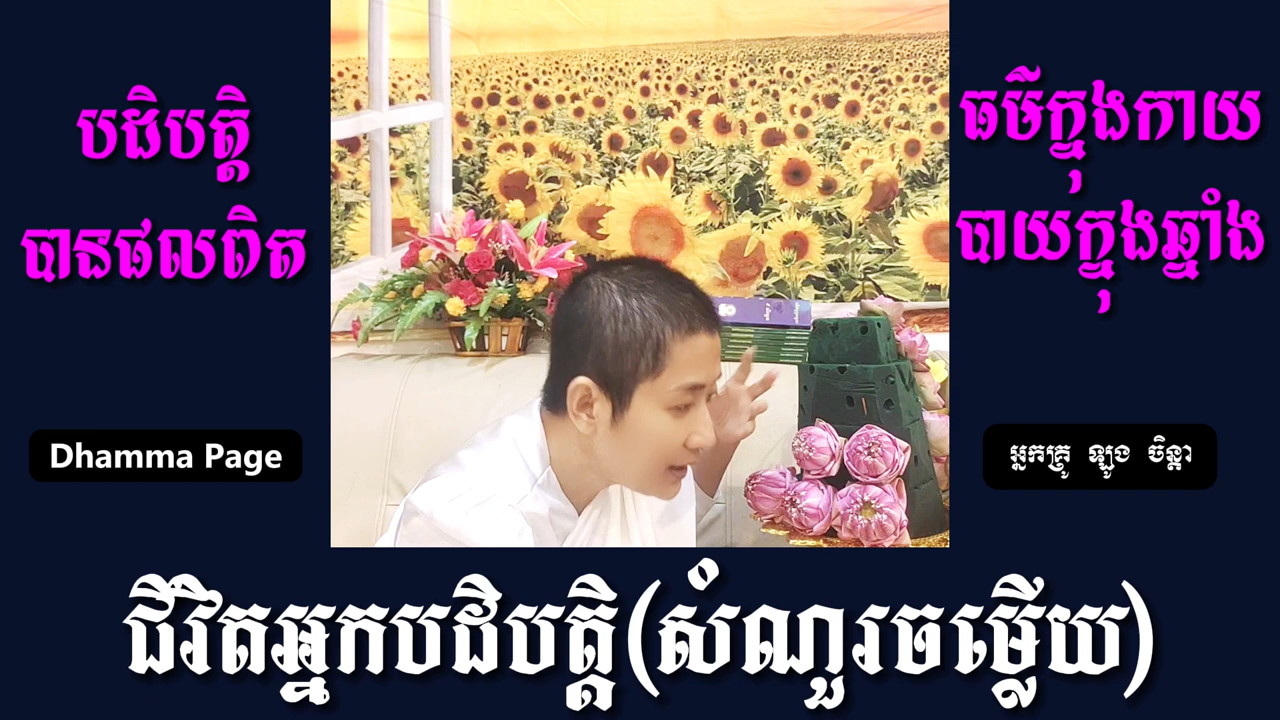 បដិបត្តិ
បានផលពិត
ធម៌ក្នុងកាយ
បាយក្នុងឆ្នាំង
Dhamma Page
អ្នកគ្រូ ឡុង ចិន្តា
ជីវិតអ្នកបដិបត្តិ(សំណួរចម្លើយ)